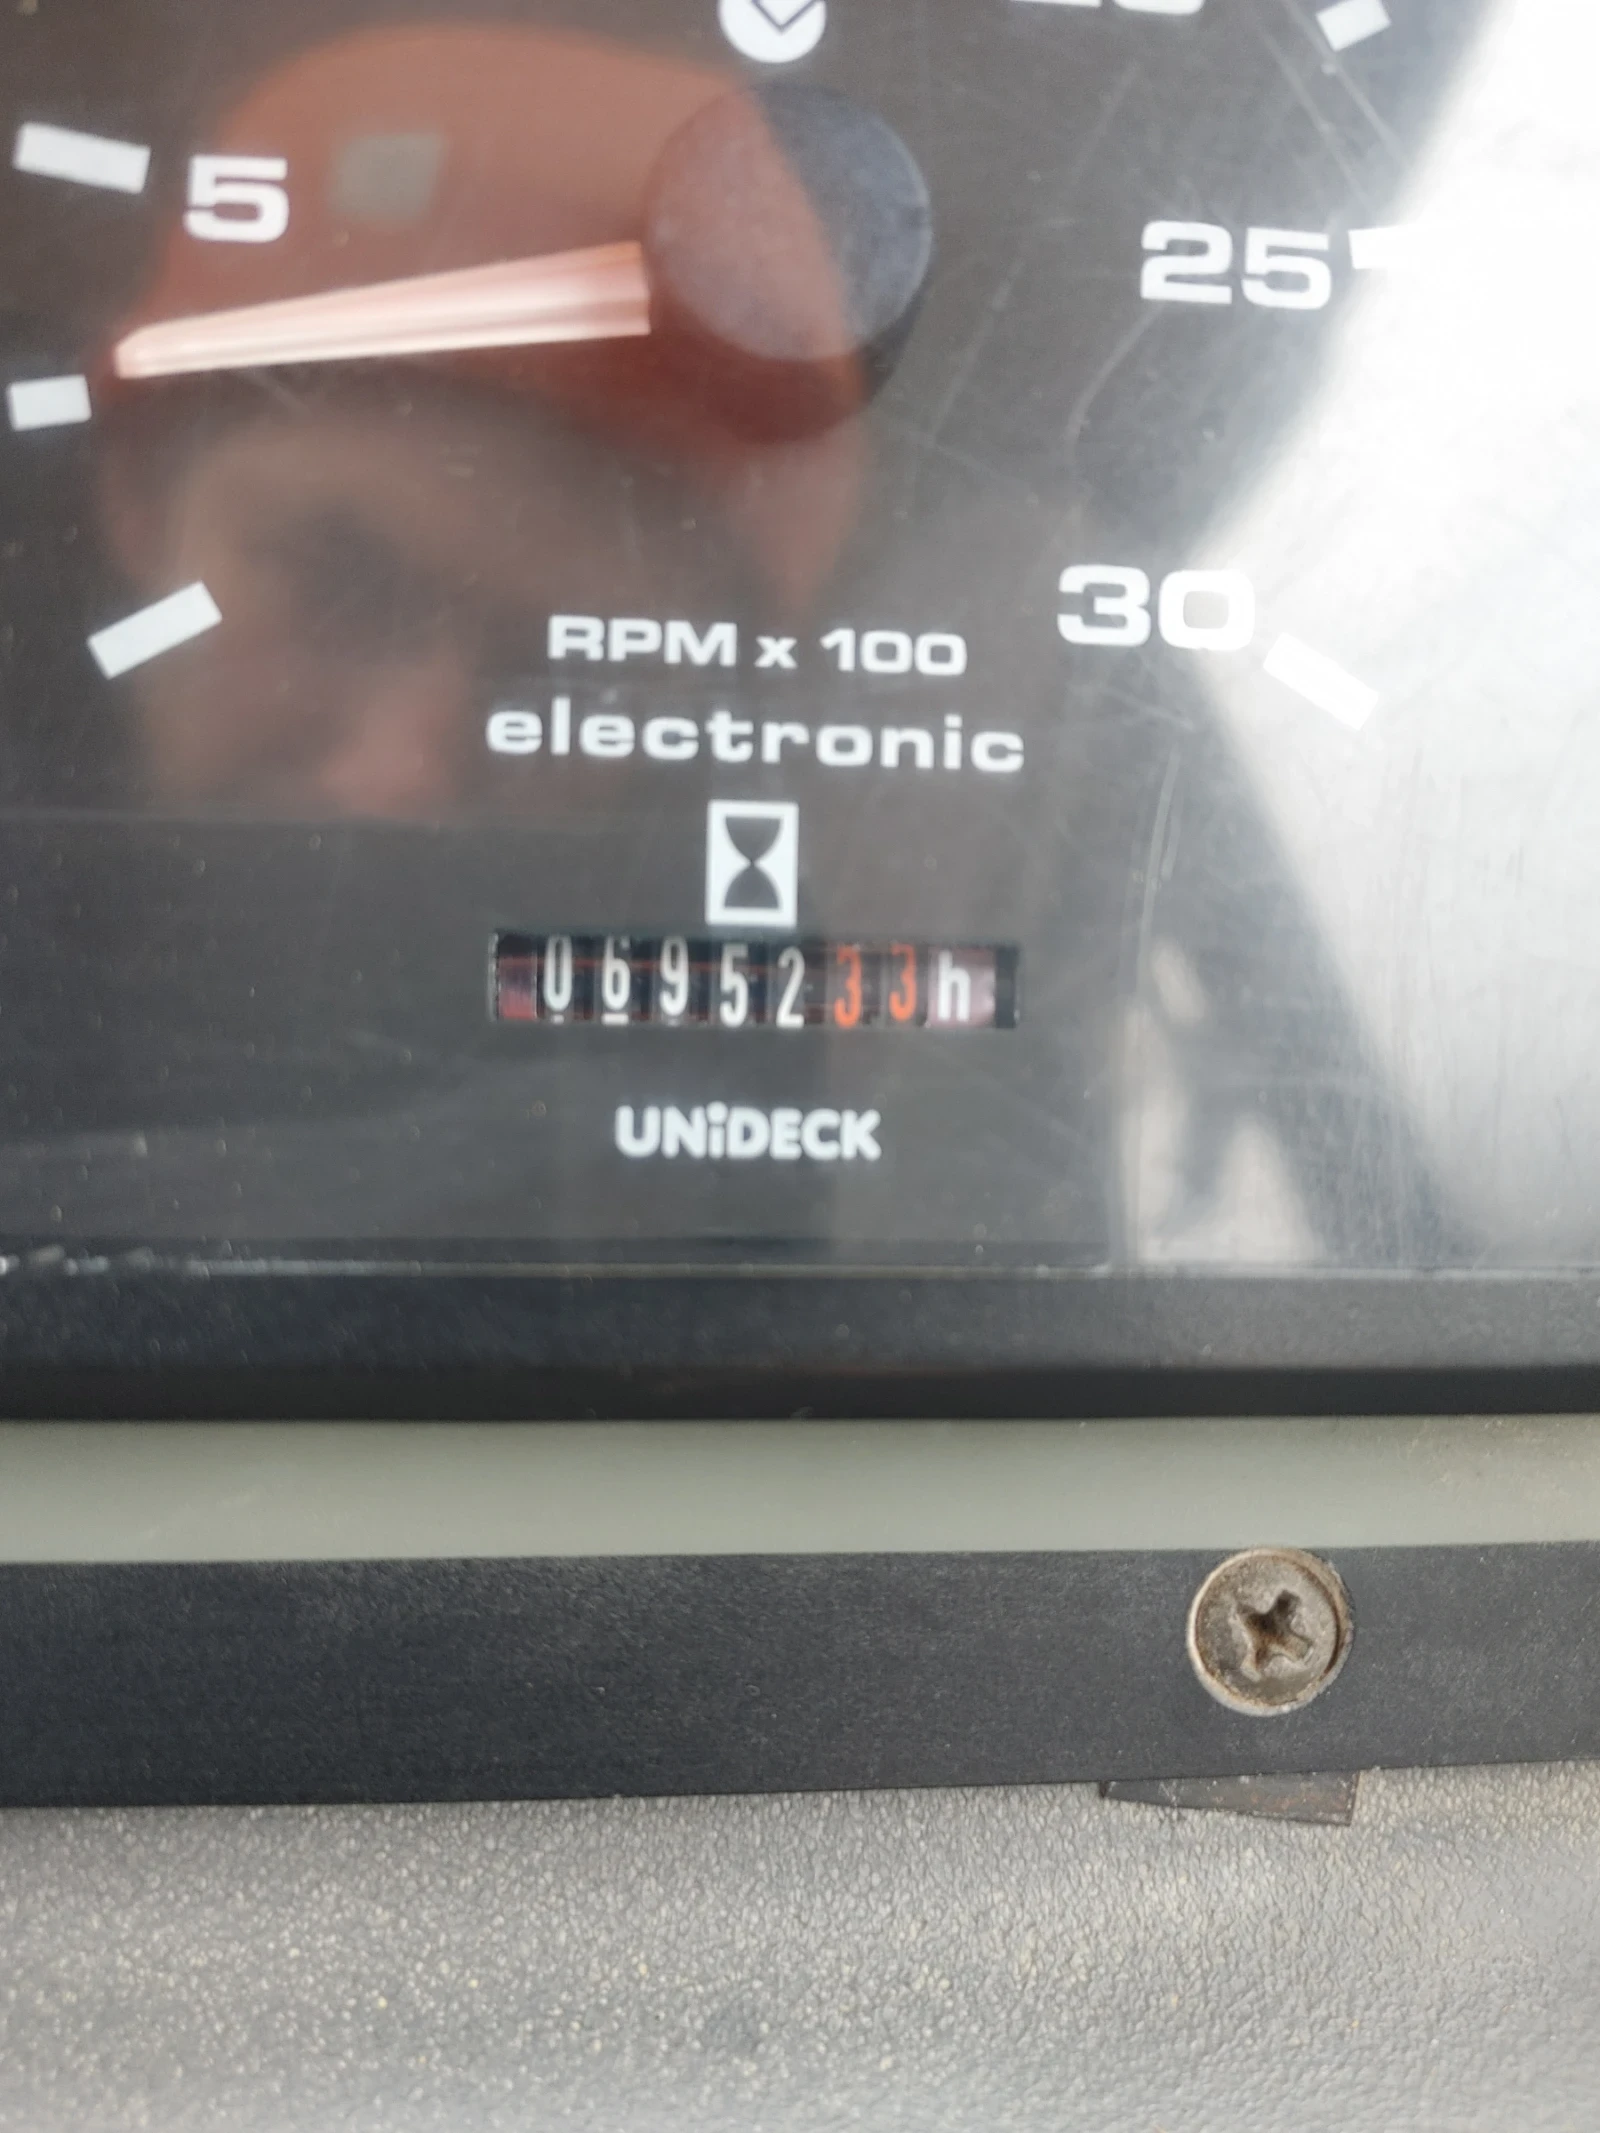 5
25
30
RPM x 100
electronic
0695233h
UNiDECK